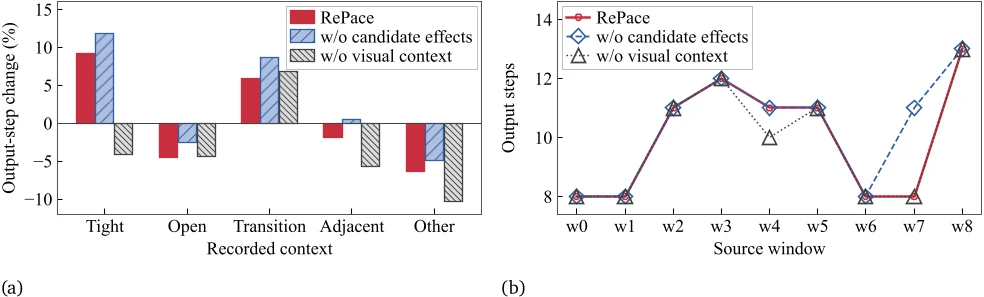 Output-step change (%)
15
10
5
0
−5
−10
RePace
w/o candidate effects
w/o visual context
Tight Open Transition Adjacent Other
Recorded context
(a)
Output steps
14
12
10
8
RePace
w/o candidate effects
w/o visual context
w0 w1 w2 w3 w4 w5 w6 w7 w8
Source window
(b)